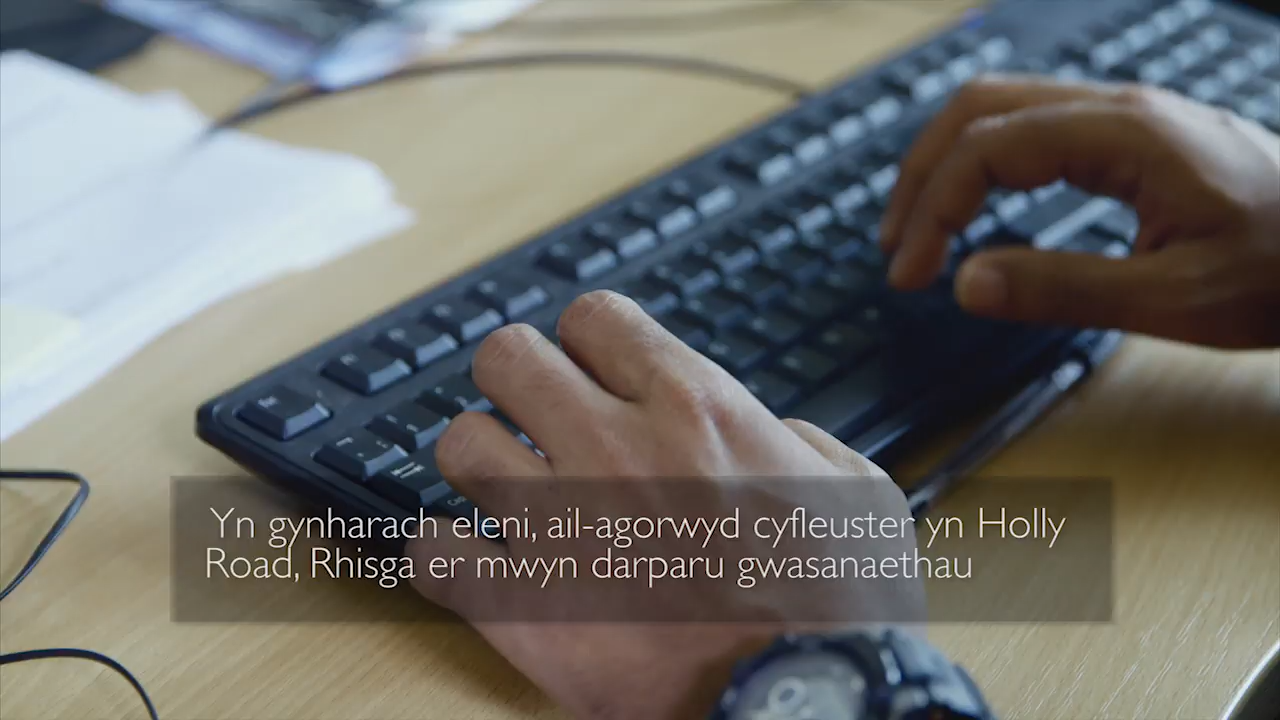 Yn gynharach eleni, ail-agorwyd cyfleuster yn Holly
Road, Rhisga er mwyn darparu gwasanaethau